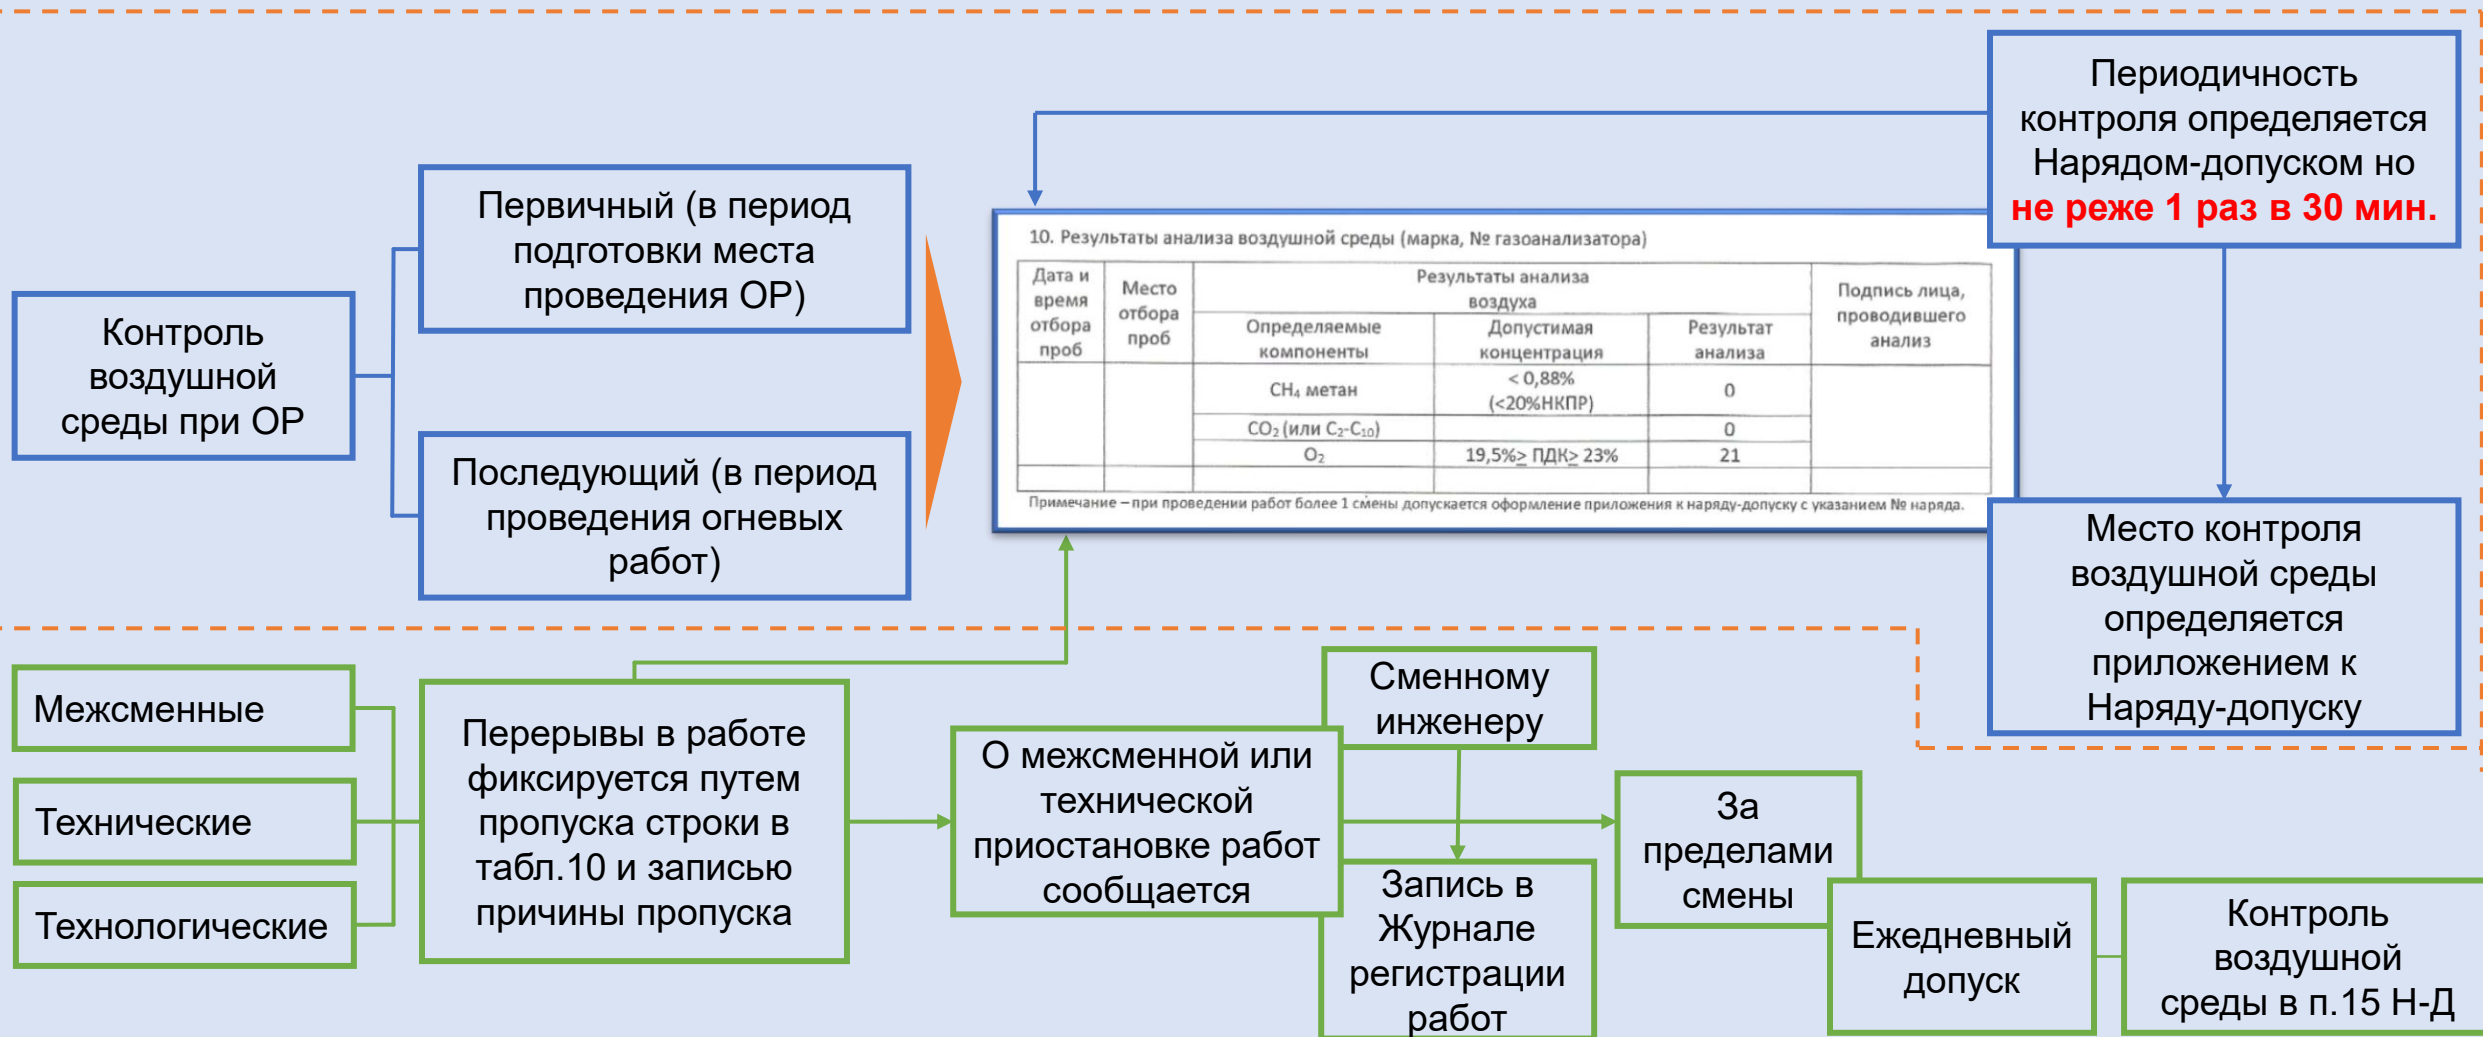 Контроль
воздушной
среды при ОР
Первичный (в период
подготовки места
проведения ОР)
Последующий (в период
проведения огневых
работ)
10. Результаты анализа воздушной среды (марка, № газоанализатора)
Дата и
время
отбора
проб
Место
отбора
проб
Результаты анализа
воздуха
Определяемые
компоненты
Допустимая
концентрация
Результат
анализа
Подпись лица,
проводившего
анализ
CH₄ метан
< 0,88%
(<20%НКПР)
0
CO₂ (или C₂-C₁₀)
0
O₂
19,5%≥ ПДК≥ 23%
21
Примечание – при проведении работ более 1 смены допускается оформление приложения к наряду-допуску с указанием № наряда.
Периодичность
контроля определяется
Нарядом-допуском но
не реже 1 раз в 30 мин.
Место контроля
воздушной среды
определяется
приложением к
Наряду-допуску
Межсменные
Технические
Технологические
Перерывы в работе
фиксируется путем
пропуска строки в
табл.10 и записью
причины пропуска
О межсменной или
технической
приостановке работ
сообщается
Сменному
инженеру
Запись в
Журнале
регистрации
работ
За
пределами
смены
Ежедневный
допуск
Контроль
воздушной
среды в п.15 Н-Д